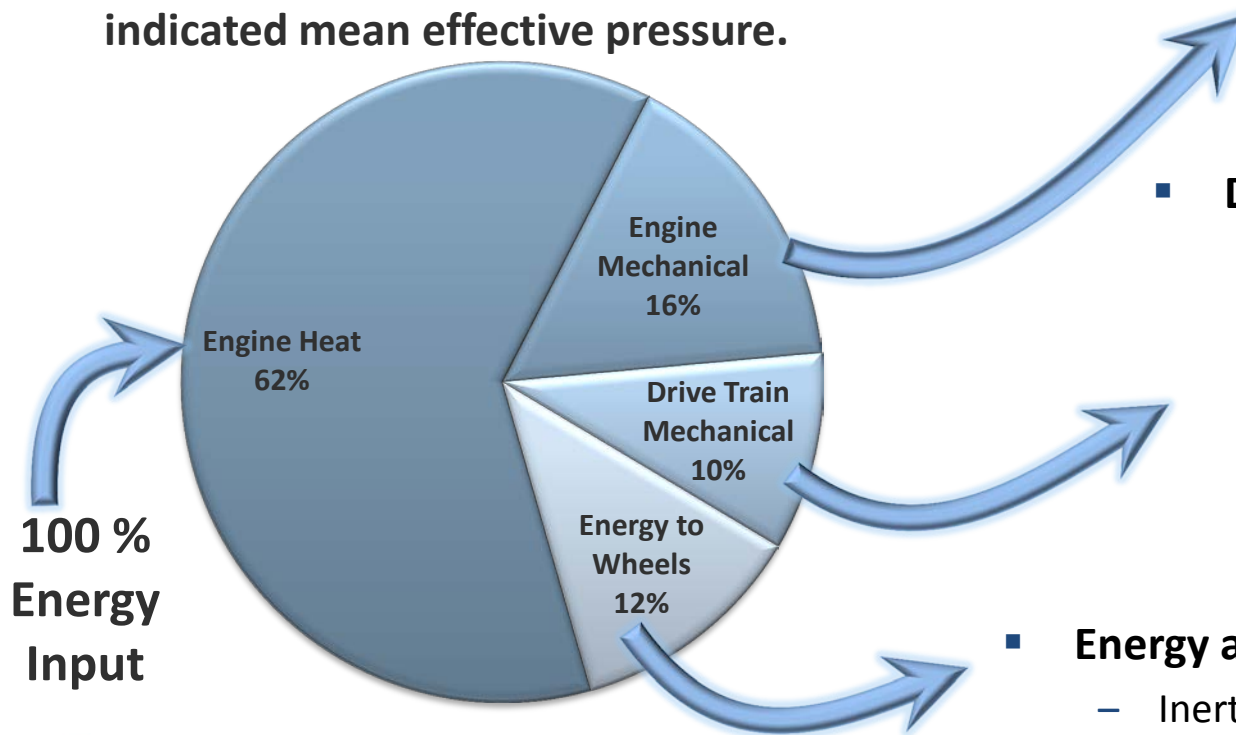 indicated mean effective pressure.
Engine
Mechanical
16%
▪ D
Engine Heat
62%
Drive Train
Mechanical
10%
100 %
Energy
Input
Energy to
Wheels
12%
▪ Energy a
– Inert